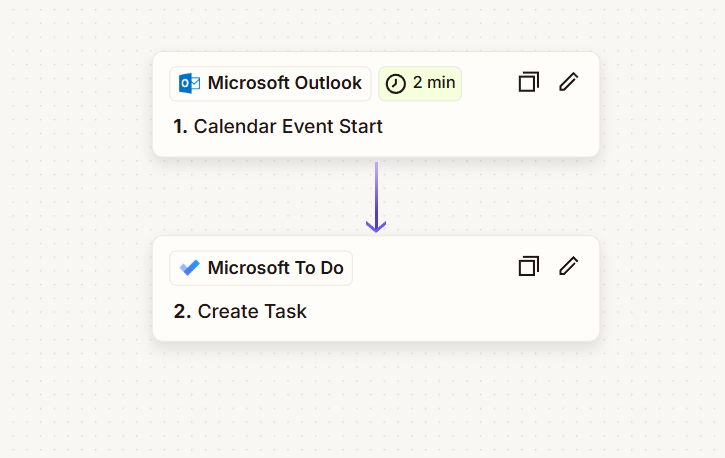 Microsoft Outlook 2 min
1. Calendar Event Start
Microsoft To Do
2. Create Task